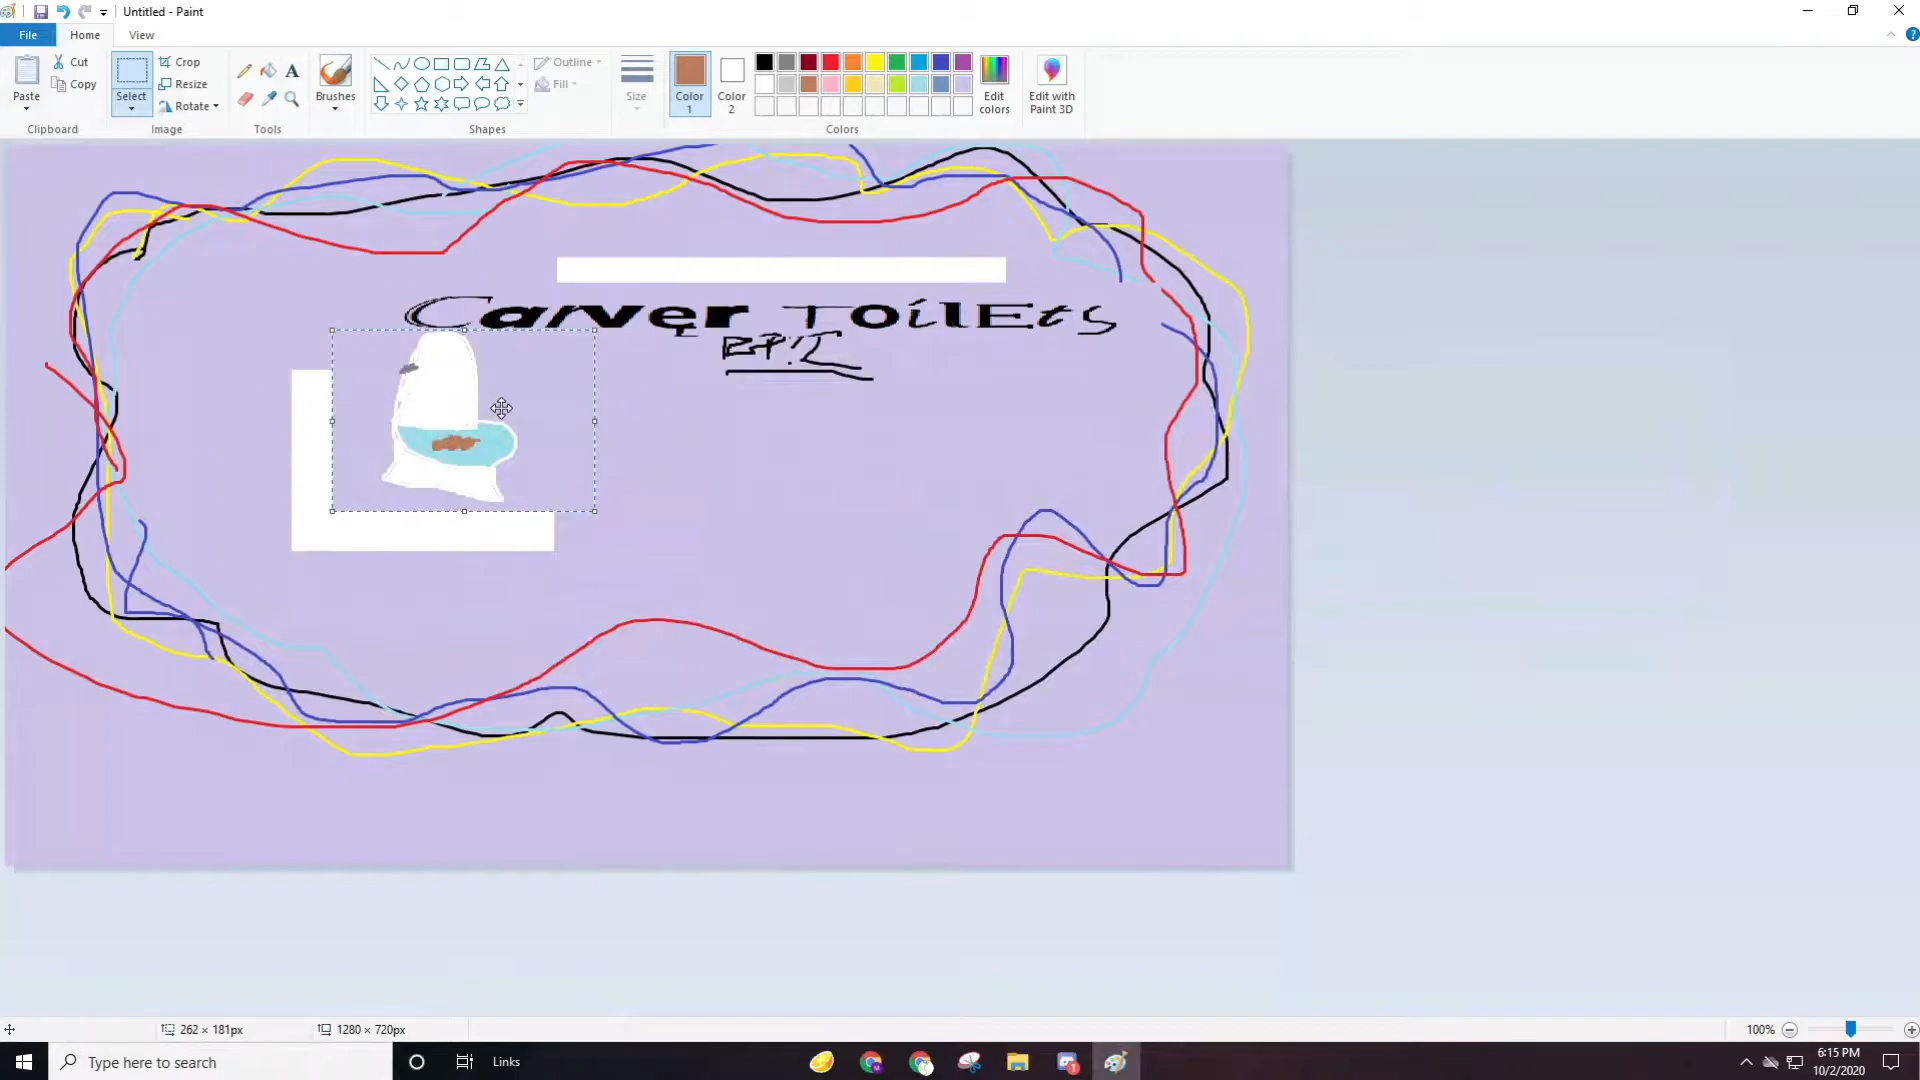 Untitled - Paint
File Home View
Paste
Cut
Copy
Clipboard
Select
Crop
Resize
Rotate
Image
A
Tools
Brushes
Outline
Fill
Shapes
Size
Color 1
Color 2
Edit colors
Colors
Edit with Paint 3D
Carver ToilEts
EP:I
262 × 181px
1280 × 720px
100%
Type here to search
Links
6:15 PM
10/2/2020